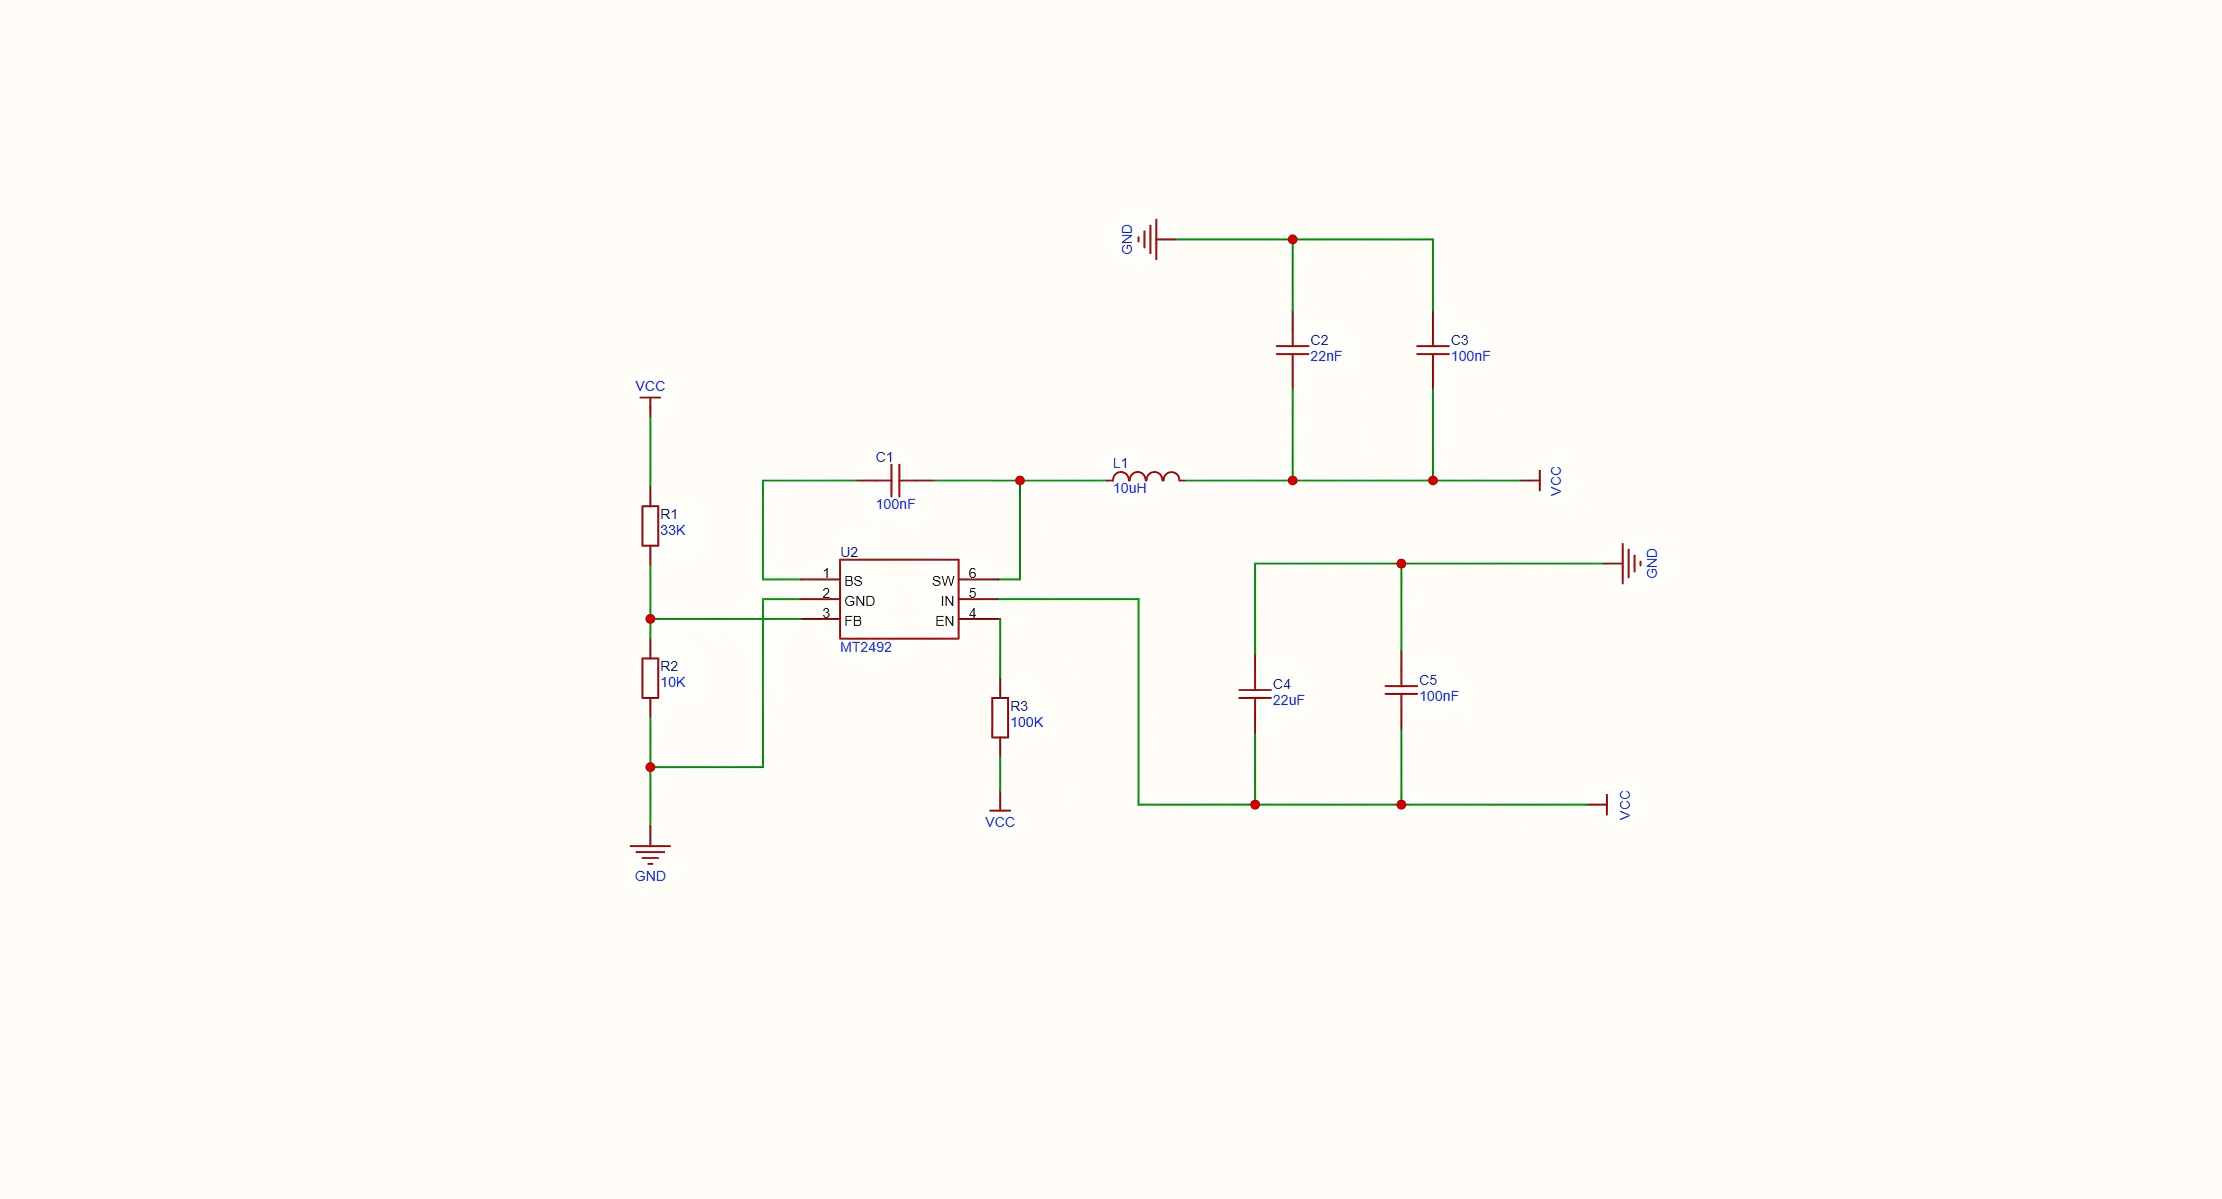 GND
C2
22nF
C3
100nF
VCC
C1
100nF
L1
10uH
VCC
R1
33K
U2
1 BS SW 6
2 GND IN 5
3 FB EN 4
MT2492
GND
R2
10K
R3
100K
C4
22uF
C5
100nF
VCC
VCC
GND